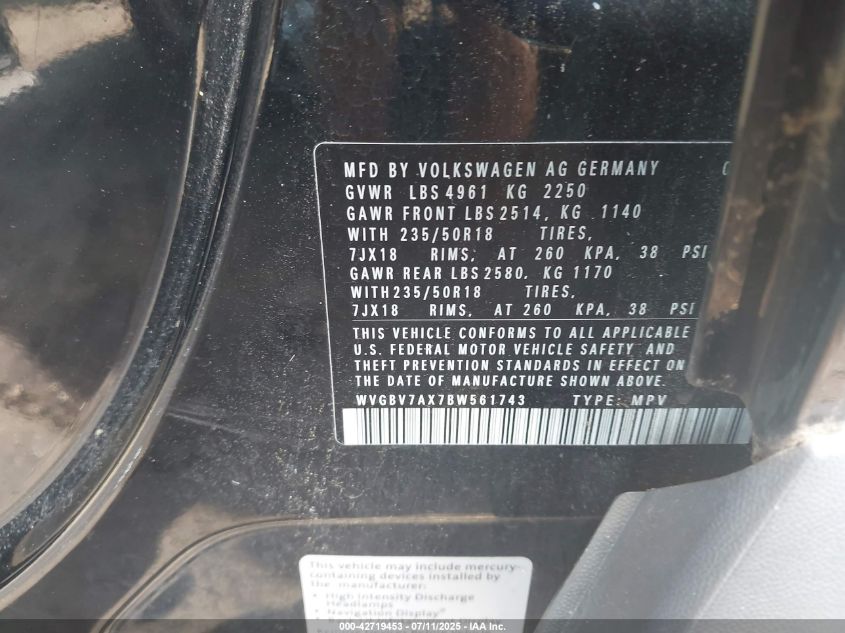 MFD BY VOLKSWAGEN AG GERMANY
GVWR LBS 4961 KG 2250
GAWR FRONT LBS 2514, KG 1140
WITH 235/50R18 TIRES,
7JX18 RIMS, AT 260 KPA, 38 PSI
GAWR REAR LBS 2580, KG 1170
WITH 235/50R18 TIRES,
7JX18 RIMS, AT 260 KPA, 38 PSI
THIS VEHICLE CONFORMS TO ALL APPLICABLE
U.S. FEDERAL MOTOR VEHICLE SAFETY AND
THEFT PREVENTION STANDARDS IN EFFECT ON
THE DATE OF MANUFACTURE SHOWN ABOVE
WVGBV7AX7BW561743 TYPE: MPV
This vehicle may include mercury-
containing devices installed by
the manufacturer:
• High Intensity Discharge
Headlamps
• Navigation Display*
000-42719453 - 07/11/2025 - IAA Inc.